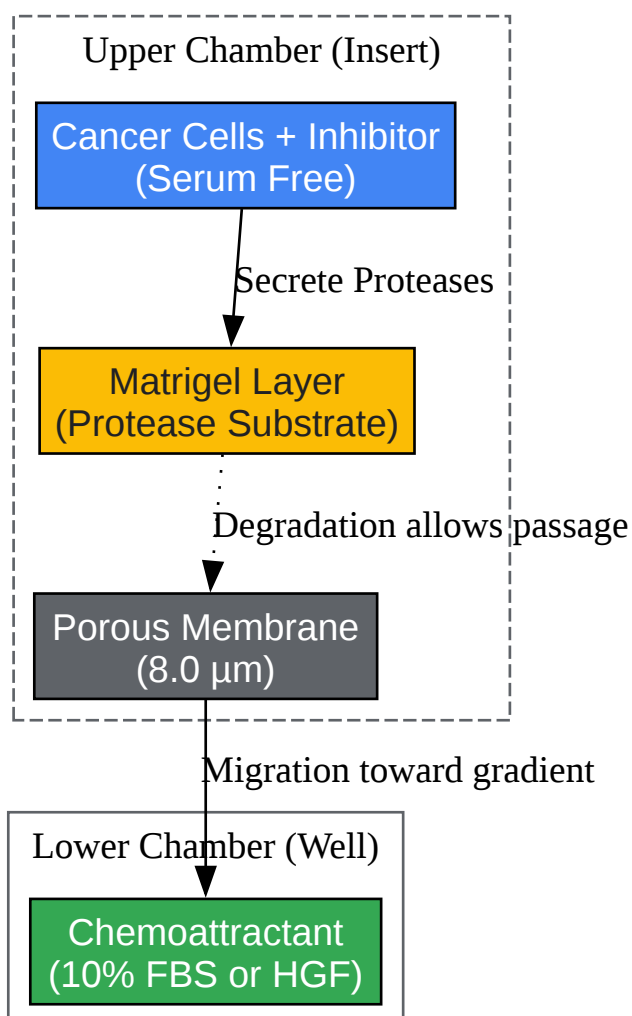 Upper Chamber (Insert)
Cancer Cells + Inhibitor
(Serum Free)
Secrete Proteases
Matrigel Layer
(Protease Substrate)
Degradation allows passage
Porous Membrane
(8.0 µm)
Migration toward gradient
Lower Chamber (Well)
Chemoattractant
(10% FBS or HGF)